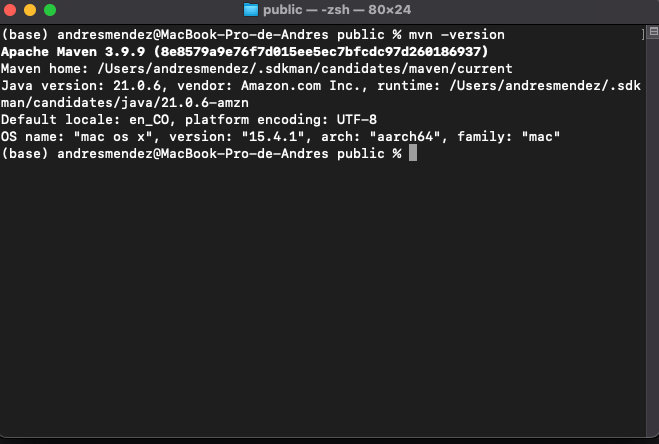 public — -zsh — 80×24
(base) andresmendez@MacBook-Pro-de-Andres public % mvn -version
Apache Maven 3.9.9 (8e8579a9e76f7d015ee5ec7bfcdc97d260186937)
Maven home: /Users/andresmendez/.sdkman/candidates/maven/current
Java version: 21.0.6, vendor: Amazon.com Inc., runtime: /Users/andresmendez/.sdk
man/candidates/java/21.0.6-amzn
Default locale: en_CO, platform encoding: UTF-8
OS name: "mac os x", version: "15.4.1", arch: "aarch64", family: "mac"
(base) andresmendez@MacBook-Pro-de-Andres public %